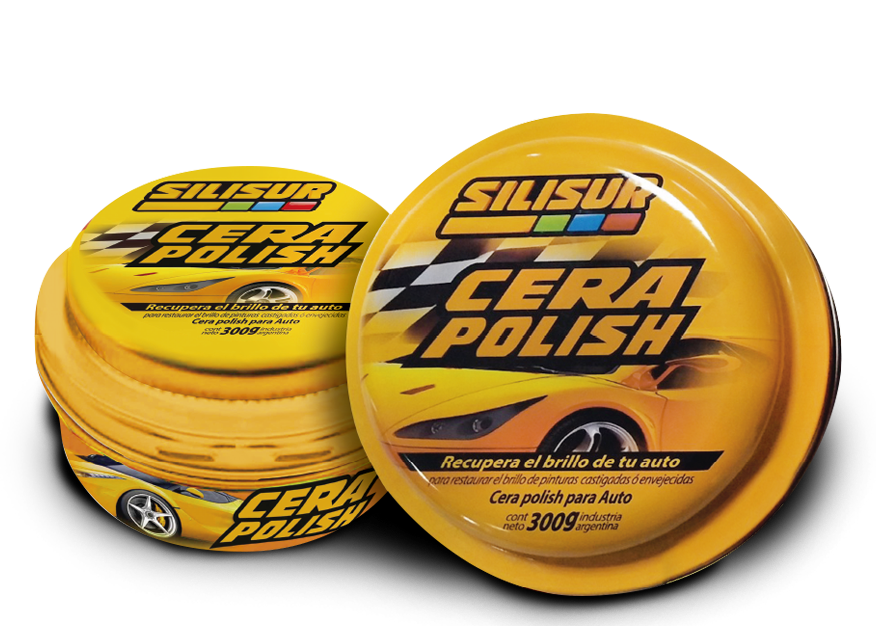 SILISUR
CERA
POLISH
Recupera el brillo de tu auto
para restaurar el brillo de pinturas castigadas ó envejecidas
Cera polish para Auto
cont neto 300g industria argentina
CERA
POLISH
SILISUR
CERA
POLISH
Recupera el brillo de tu auto
para restaurar el brillo de pinturas castigadas ó envejecidas
Cera polish para Auto
cont neto 300g industria argentina